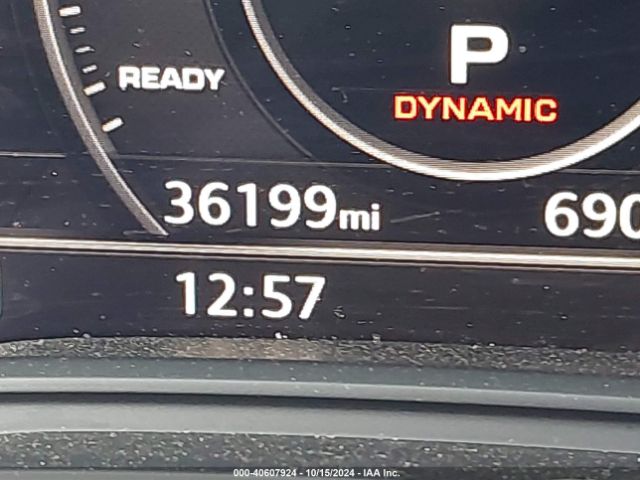 P
READY
DYNAMIC
36199mi 690
12:57
000-40607924 - 10/15/2024 - IAA Inc.